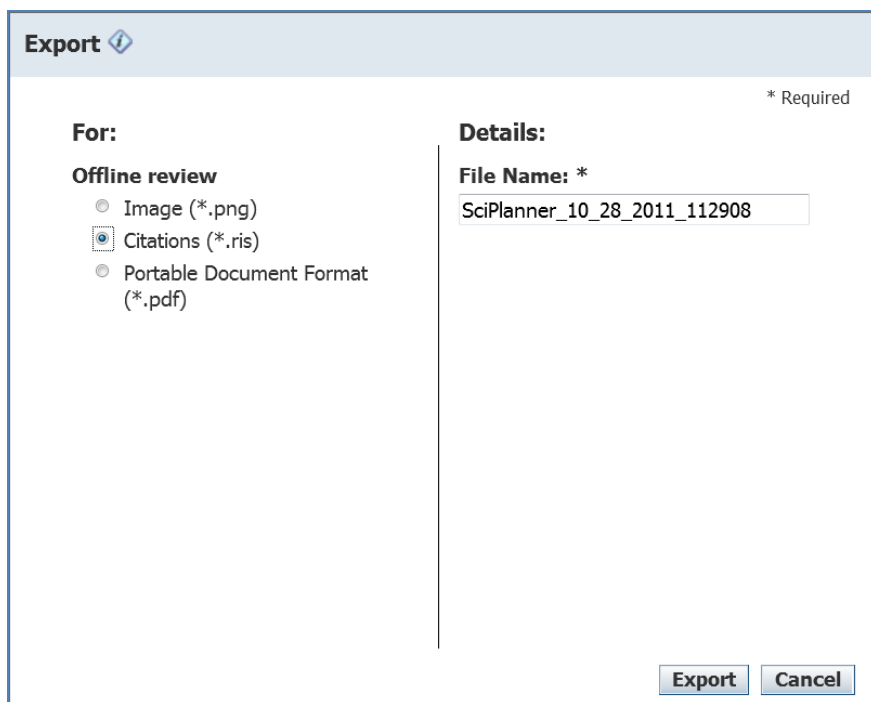 Export
* Required
For:
Offline review
Image (*.png)
Citations (*.ris)
Portable Document Format
(*.pdf)
Details:
File Name: *
SciPlanner_10_28_2011_112908
Export
Cancel